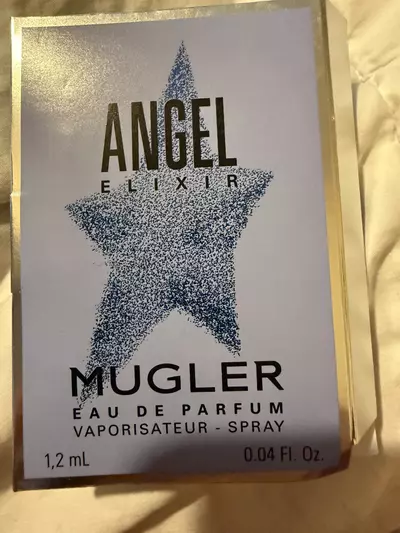 ANGEL
ELIXIR
MUGLER
EAU DE PARFUM
VAPORISATEUR - SPRAY
1,2 mL 0.04 Fl. Oz.